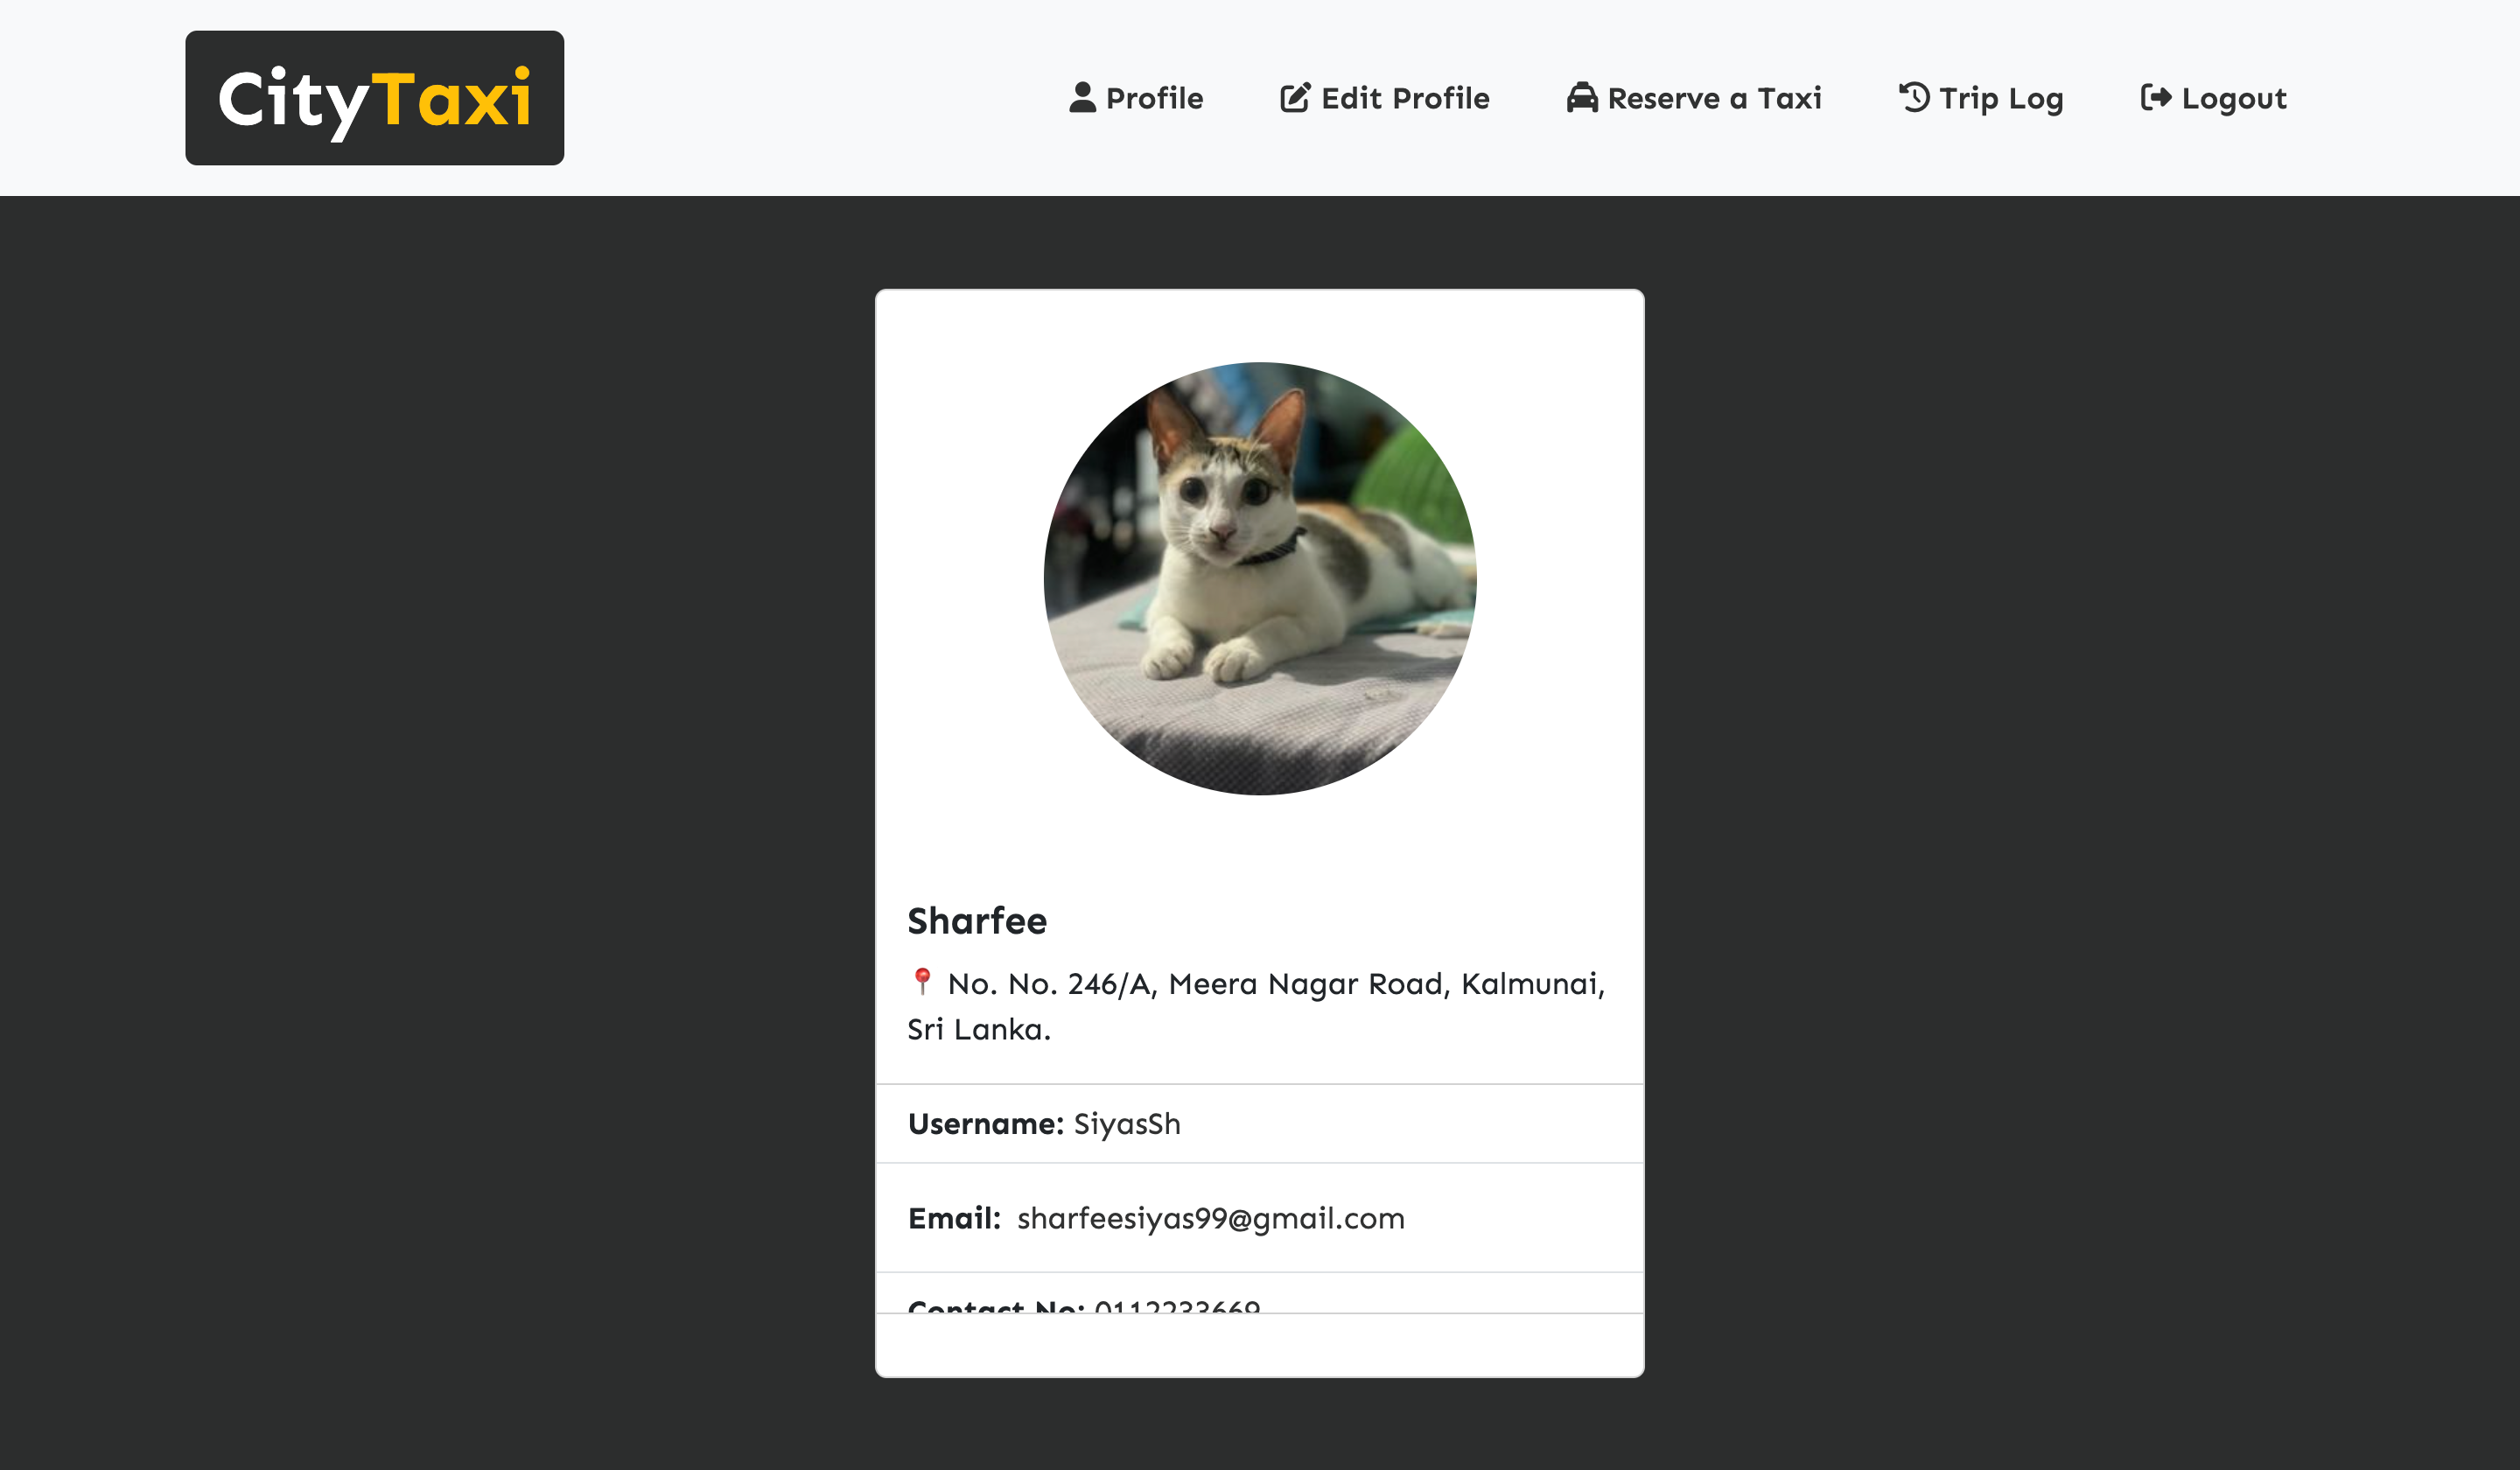 CityTaxi
Profile
Edit Profile
Reserve a Taxi
Trip Log
Logout
Sharfee
📍 No. No. 246/A, Meera Nagar Road, Kalmunai,
Sri Lanka.
Username: SiyasSh
Email: sharfeesiyas99@gmail.com
Contact No: 0112233669